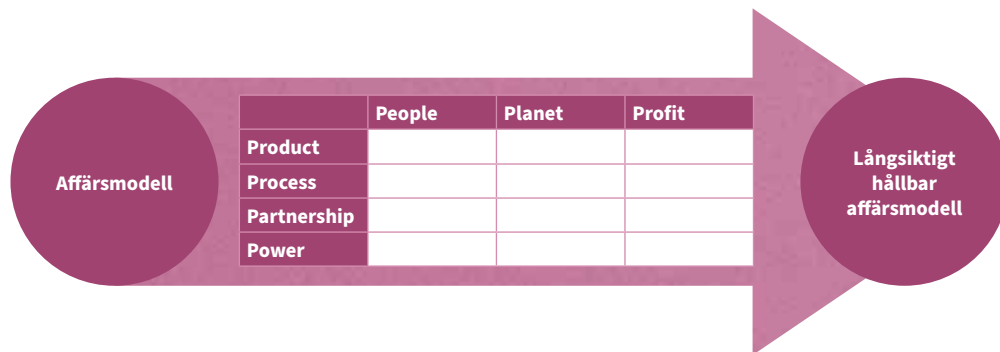 Affärsmodell
People Planet Profit
Product
Process
Partnership
Power
Långsiktigt
hållbar
affärsmodell